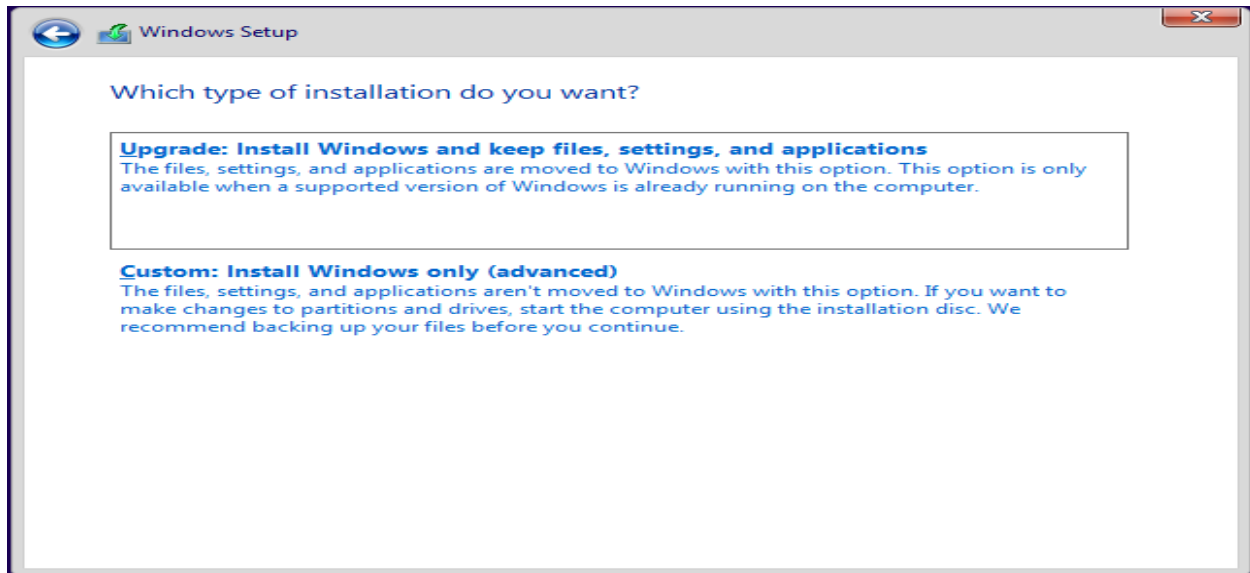 Windows Setup
Which type of installation do you want?
Upgrade: Install Windows and keep files, settings, and applications
The files, settings, and applications are moved to Windows with this option. This option is only
available when a supported version of Windows is already running on the computer.
Custom: Install Windows only (advanced)
The files, settings, and applications aren't moved to Windows with this option. If you want to
make changes to partitions and drives, start the computer using the installation disc. We
recommend backing up your files before you continue.